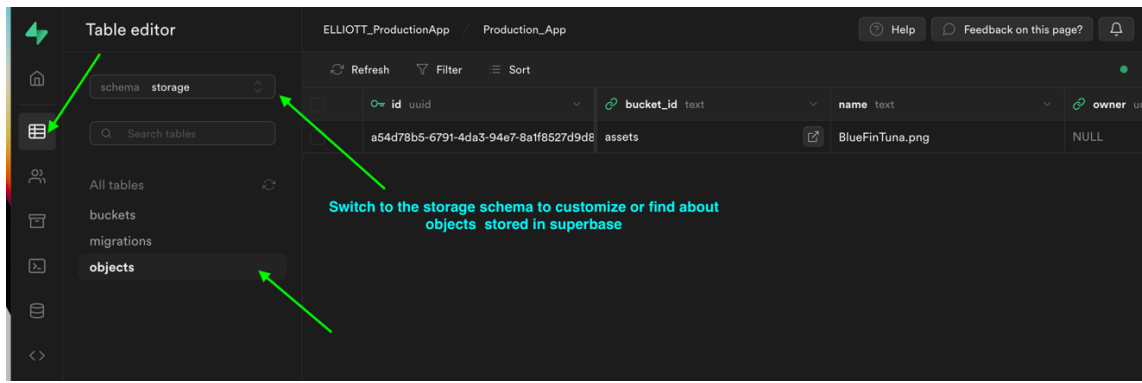 Table editor
ELLIOTT_ProductionApp / Production_App
Help
Feedback on this page?
schema storage
Refresh
Filter
Sort
id uuid
bucket_id text
name text
owner
Search tables
a54d78b5-6791-4da3-94e7-8a1f8527d9d8
assets
BlueFinTuna.png
NULL
All tables
buckets
migrations
objects
Switch to the storage schema to customize or find about
objects stored in superbase